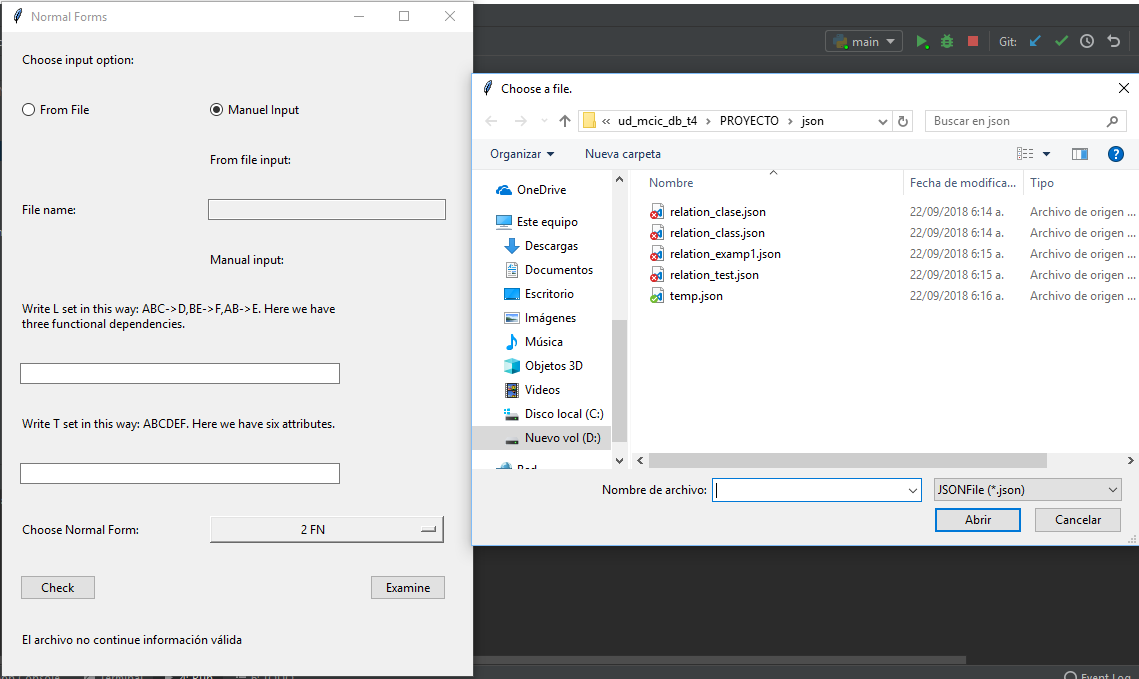 Normal Forms
Choose input option:
From File
Manuel Input
From file input:
File name:
Manual input:
Write L set in this way: ABC->D,BE->F,AB->E. Here we have
three functional dependencies.
Write T set in this way: ABCDEF. Here we have six attributes.
Choose Normal Form:
2 FN
Check
Examine
El archivo no continue información válida
main
Git:
Choose a file.
« ud_mcic_db_t4 › PROYECTO › json
Buscar en json
Organizar
Nueva carpeta
OneDrive
Este equipo
Descargas
Documentos
Escritorio
Imágenes
Música
Objetos 3D
Videos
Disco local (C:)
Nuevo vol (D:)
Red
Nombre
Fecha de modifica...
Tipo
relation_clase.json 22/09/2018 6:14 a. Archivo de origen ...
relation_class.json 22/09/2018 6:14 a. Archivo de origen ...
relation_examp1.json 22/09/2018 6:15 a. Archivo de origen ...
relation_test.json 22/09/2018 6:15 a. Archivo de origen ...
temp.json 22/09/2018 6:16 a. Archivo de origen ...
Nombre de archivo:
JSONFile (*.json)
Abrir
Cancelar
Event Log